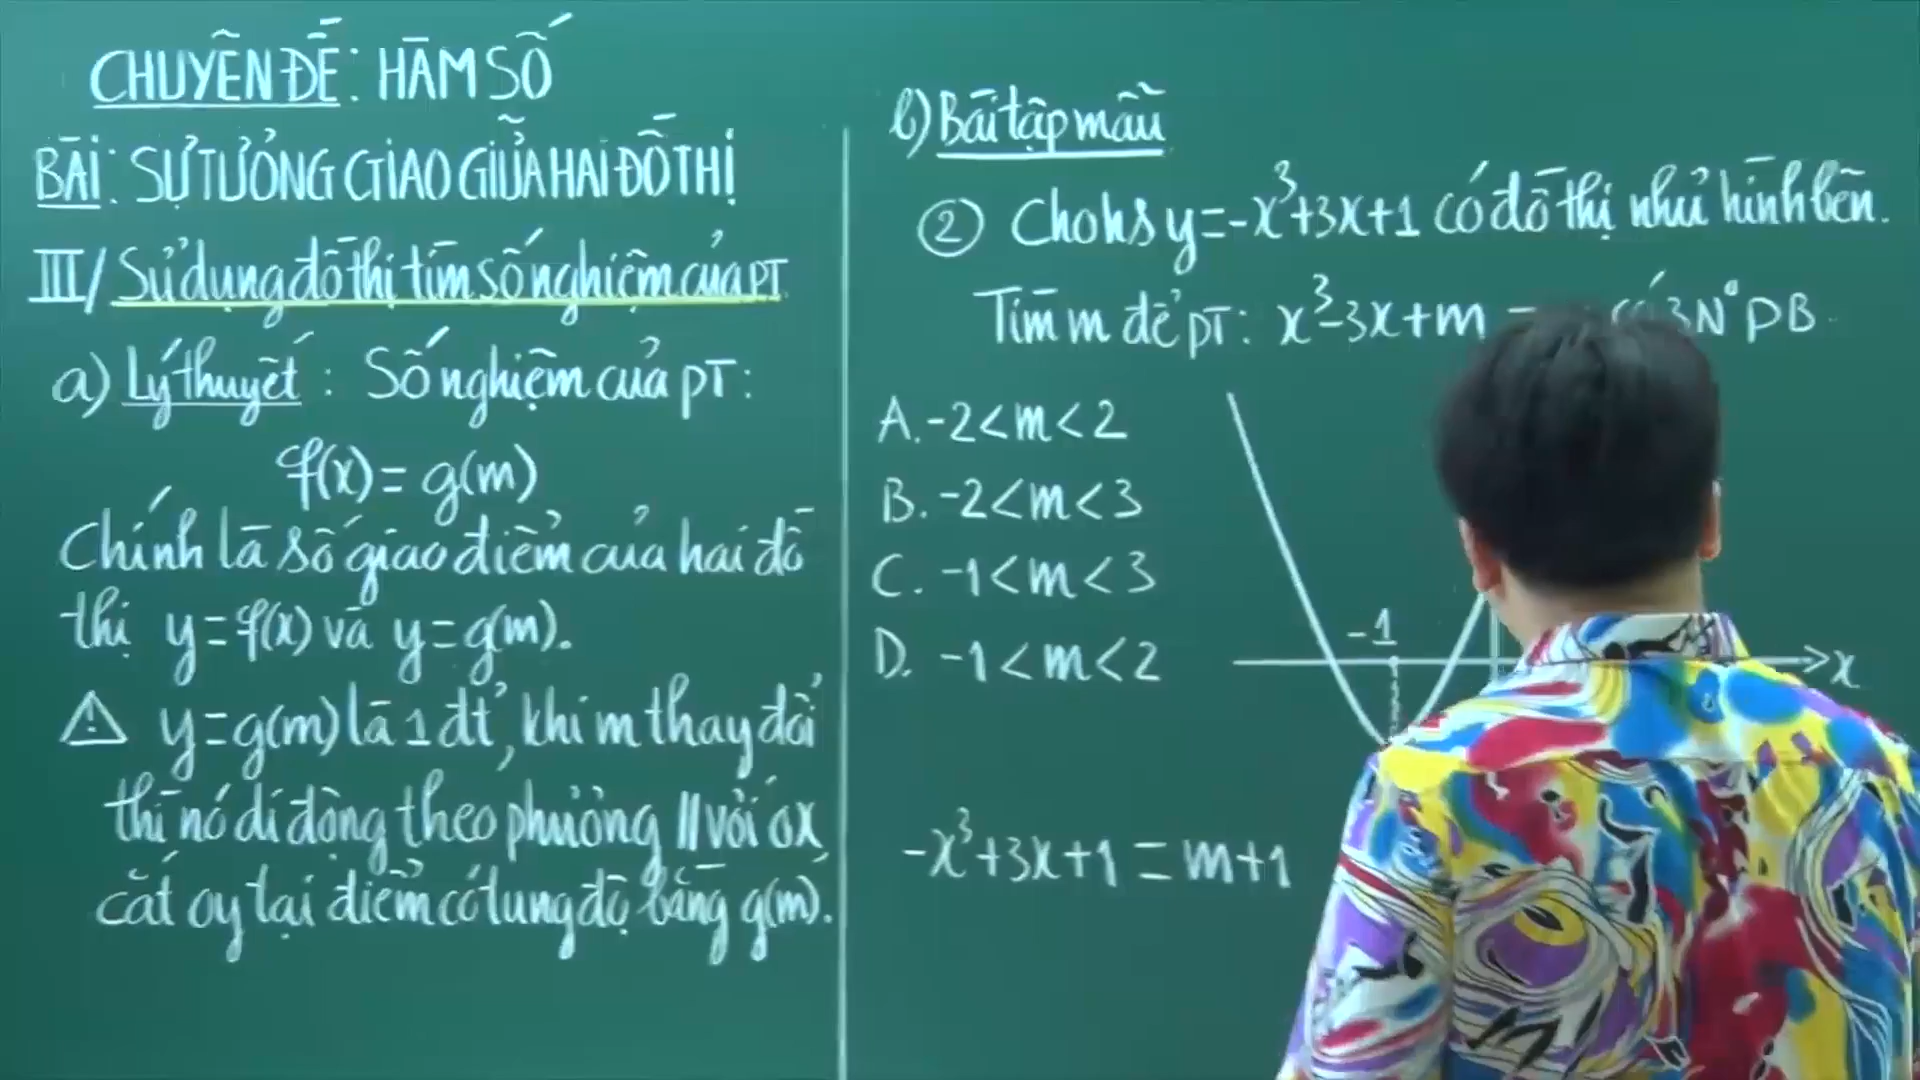 CHUYÊN ĐỀ: HÀM SỐ
BÀI: SỰ TƯƠNG GIAO GIỮA HAI ĐỒ THỊ
III/ Sử dụng đồ thị tìm số nghiệm của PT
a) Lý thuyết: Số nghiệm của PT:
f(x) = g(m)
Chính là số giao điểm của hai đồ
thị y = f(x) và y = g(m).
⚠ y = g(m) là 1 đt, khi m thay đổi
thì nó di động theo phương // với ox
cắt oy tại điểm có tung độ bằng g(m).
b) Bài tập mẫu
② Cho hs y = -x³+3x+1 có đồ thị như hình bên.
Tìm m để PT: x³-3x+m = có 3 N° PB.
A. -2 < m < 2
B. -2 < m < 3
C. -1 < m < 3
D. -1 < m < 2
-1
x
-x³+3x+1 = m+1